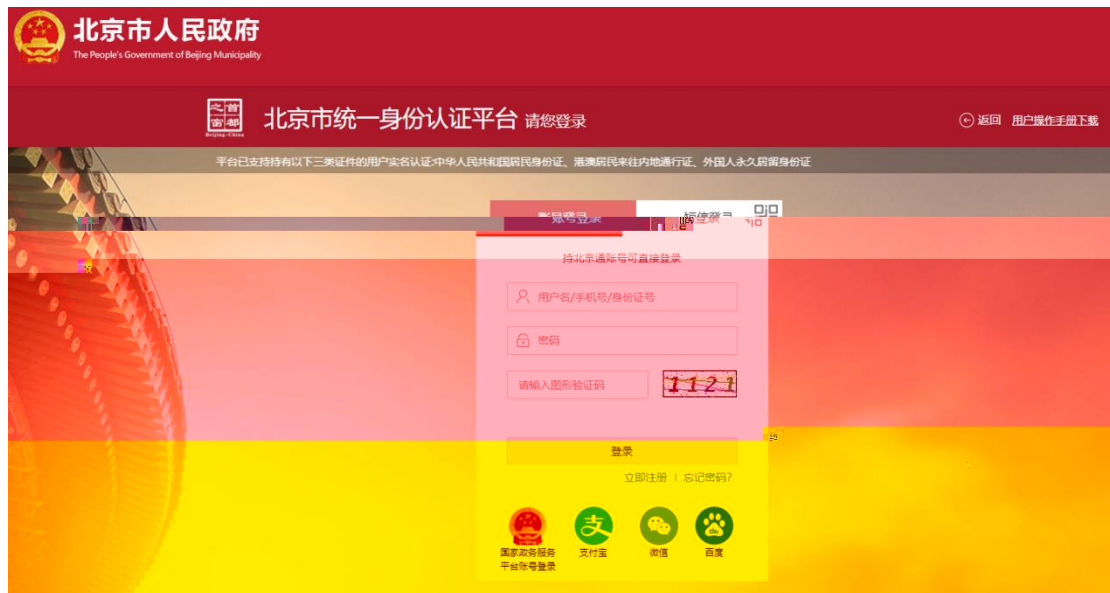 北京市人民政府
The People's Government of Beijing Municipality
首都之窗
Beijing-China
北京市统一身份认证平台 请您登录
返回 用户操作手册下载
平台已支持持有以下三类证件的用户实名认证:中华人民共和国居民身份证、港澳居民来往内地通行证、外国人永久居留身份证
持北京通账号可直接登录
用户名/手机号/身份证号
密码
请输入图形验证码
1121
登录
立即注册 | 忘记密码?
国家政务服务 支付宝 微信 百度
平台账号登录